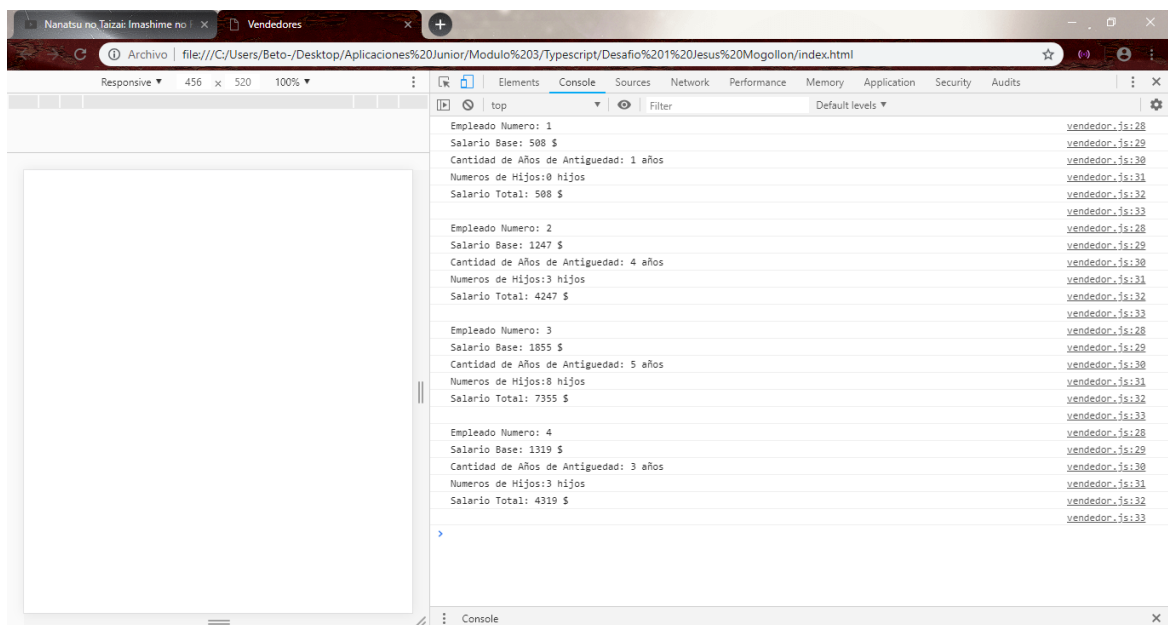 Nanatsu no Taizai: Imashime no
Vendedores
Archivo file:///C:/Users/Beto-/Desktop/Aplicaciones%20Junior/Modulo%203/Typescript/Desafio%201%20Jesus%20Mogollon/index.html
Responsive 456 x 520 100%
Elements Console Sources Network Performance Memory Application Security Audits
top Filter Default levels
Empleado Numero: 1 vendedor.js:28
Salario Base: 508 $ vendedor.js:29
Cantidad de Años de Antiguedad: 1 años vendedor.js:30
Numeros de Hijos:0 hijos vendedor.js:31
Salario Total: 508 $ vendedor.js:32
vendedor.js:33
Empleado Numero: 2 vendedor.js:28
Salario Base: 1247 $ vendedor.js:29
Cantidad de Años de Antiguedad: 4 años vendedor.js:30
Numeros de Hijos:3 hijos vendedor.js:31
Salario Total: 4247 $ vendedor.js:32
vendedor.js:33
Empleado Numero: 3 vendedor.js:28
Salario Base: 1855 $ vendedor.js:29
Cantidad de Años de Antiguedad: 5 años vendedor.js:30
Numeros de Hijos:8 hijos vendedor.js:31
Salario Total: 7355 $ vendedor.js:32
vendedor.js:33
Empleado Numero: 4 vendedor.js:28
Salario Base: 1319 $ vendedor.js:29
Cantidad de Años de Antiguedad: 3 años vendedor.js:30
Numeros de Hijos:3 hijos vendedor.js:31
Salario Total: 4319 $ vendedor.js:32
vendedor.js:33
Console